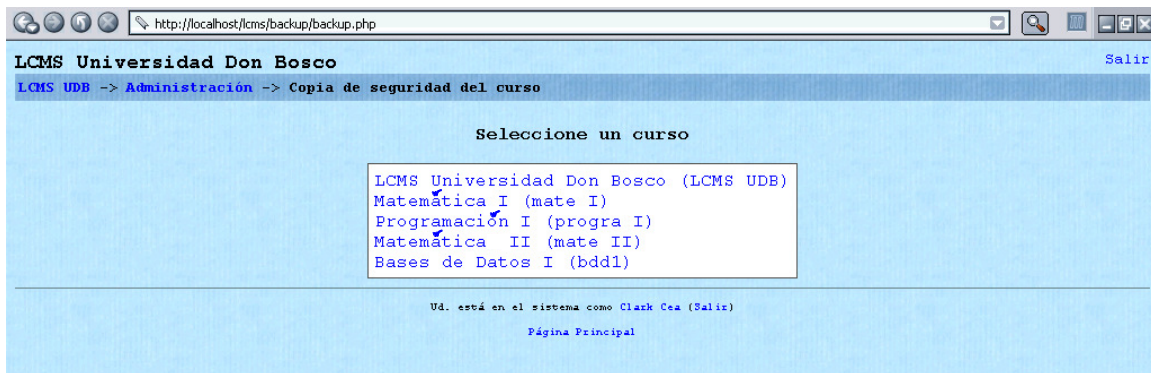 http://localhost/lcms/backup/backup.php
LCMS Universidad Don Bosco
Salir
LCMS UDB -> Administración -> Copia de seguridad del curso
Seleccione un curso
LCMS Universidad Don Bosco (LCMS UDB)
Matemática I (mate I)
Programación I (progra I)
Matemática II (mate II)
Bases de Datos I (bdd1)
Ud. está en el sistema como Clark Cea (Salir)
Página Principal